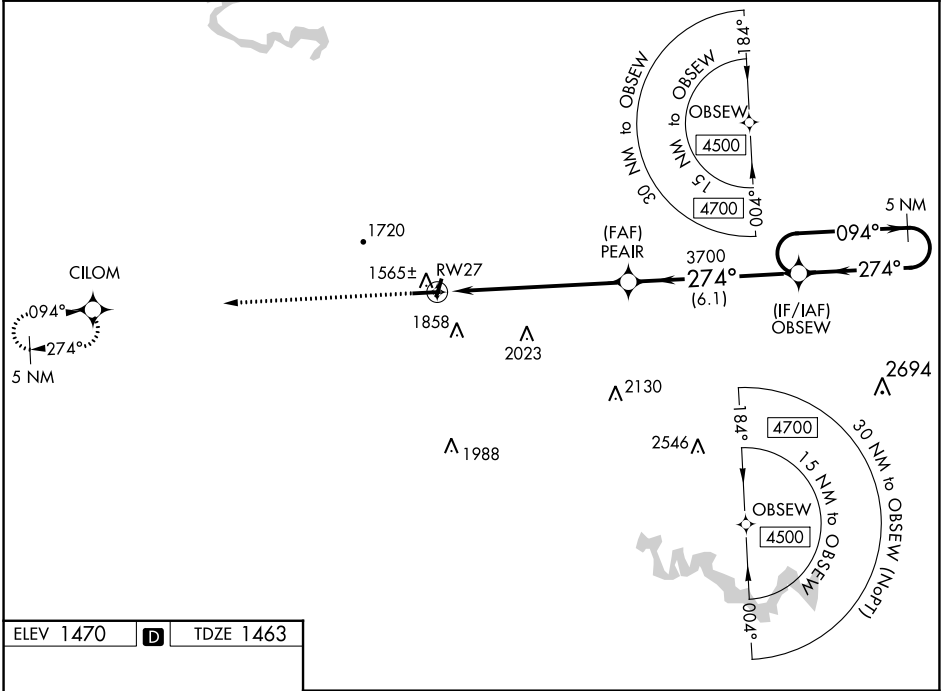 184°
30 NM to OBSEW
15 NM to OBSEW
OBSEW
4500
4700
004°
5 NM
094°
274°
(FAF)
PEAIR
3700
274°
(6.1)
(IF/IAF)
OBSEW
1720
1565±
RW27
CILOM
094°
274°
5 NM
1858
2023
2130
2694
1988
2546
184°
4700
30 NM to OBSEW (NoPT)
15 NM to OBSEW
OBSEW
4500
004°
ELEV 1470 D TDZE 1463